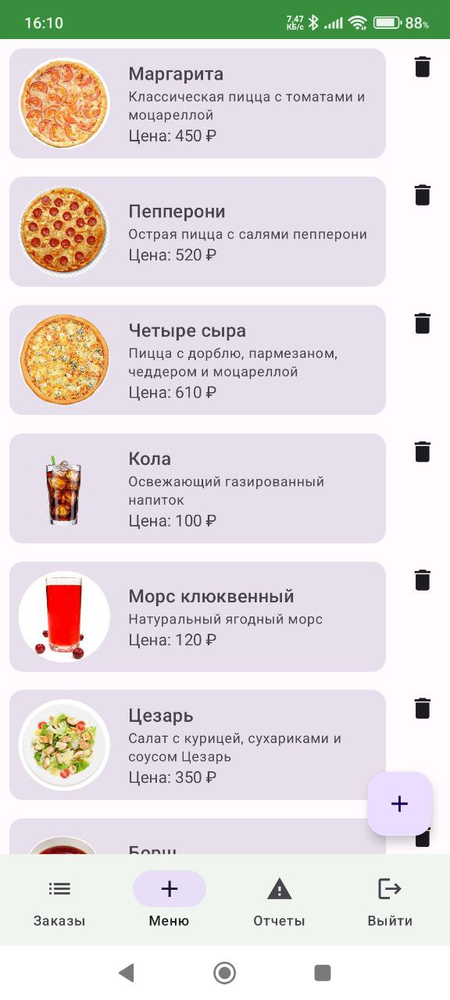 16:10
7,47
КБ/с
88%
Маргарита
Классическая пицца с томатами и
моцареллой
Цена: 450 ₽
Пепперони
Острая пицца с салями пепперони
Цена: 520 ₽
Четыре сыра
Пицца с дорблю, пармезаном,
чеддером и моцареллой
Цена: 610 ₽
Кола
Освежающий газированный
напиток
Цена: 100 ₽
Морс клюквенный
Натуральный ягодный морс
Цена: 120 ₽
Цезарь
Салат с курицей, сухариками и
соусом Цезарь
Цена: 350 ₽
Борщ
Заказы
Меню
Отчеты
Выйти